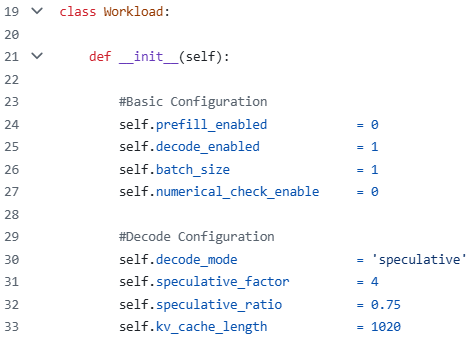 19 class Workload:
20
21 def __init__(self):
22
23 #Basic Configuration
24 self.prefill_enabled = 0
25 self.decode_enabled = 1
26 self.batch_size = 1
27 self.numerical_check_enable = 0
28
29 #Decode Configuration
30 self.decode_mode = 'speculative'
31 self.speculative_factor = 4
32 self.speculative_ratio = 0.75
33 self.kv_cache_length = 1020